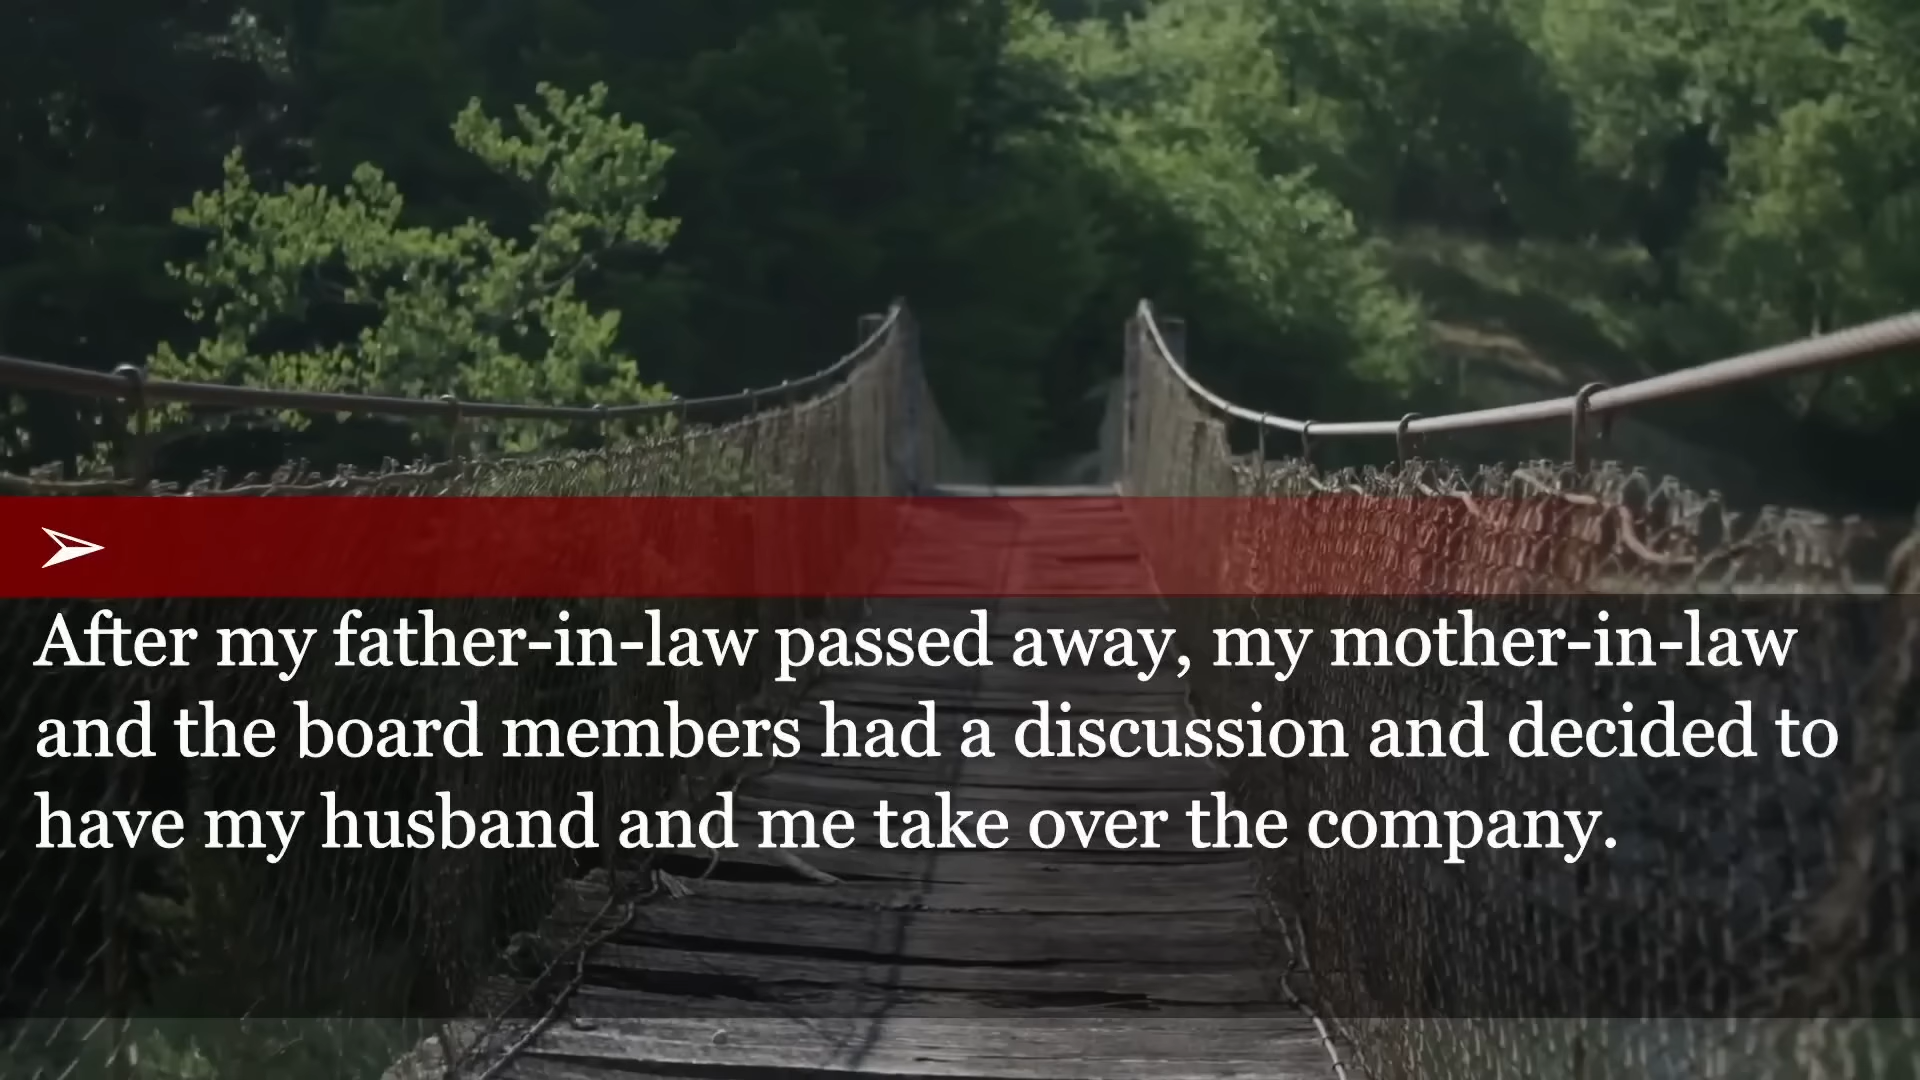 After my father-in-law passed away, my mother-in-law
and the board members had a discussion and decided to
have my husband and me take over the company.